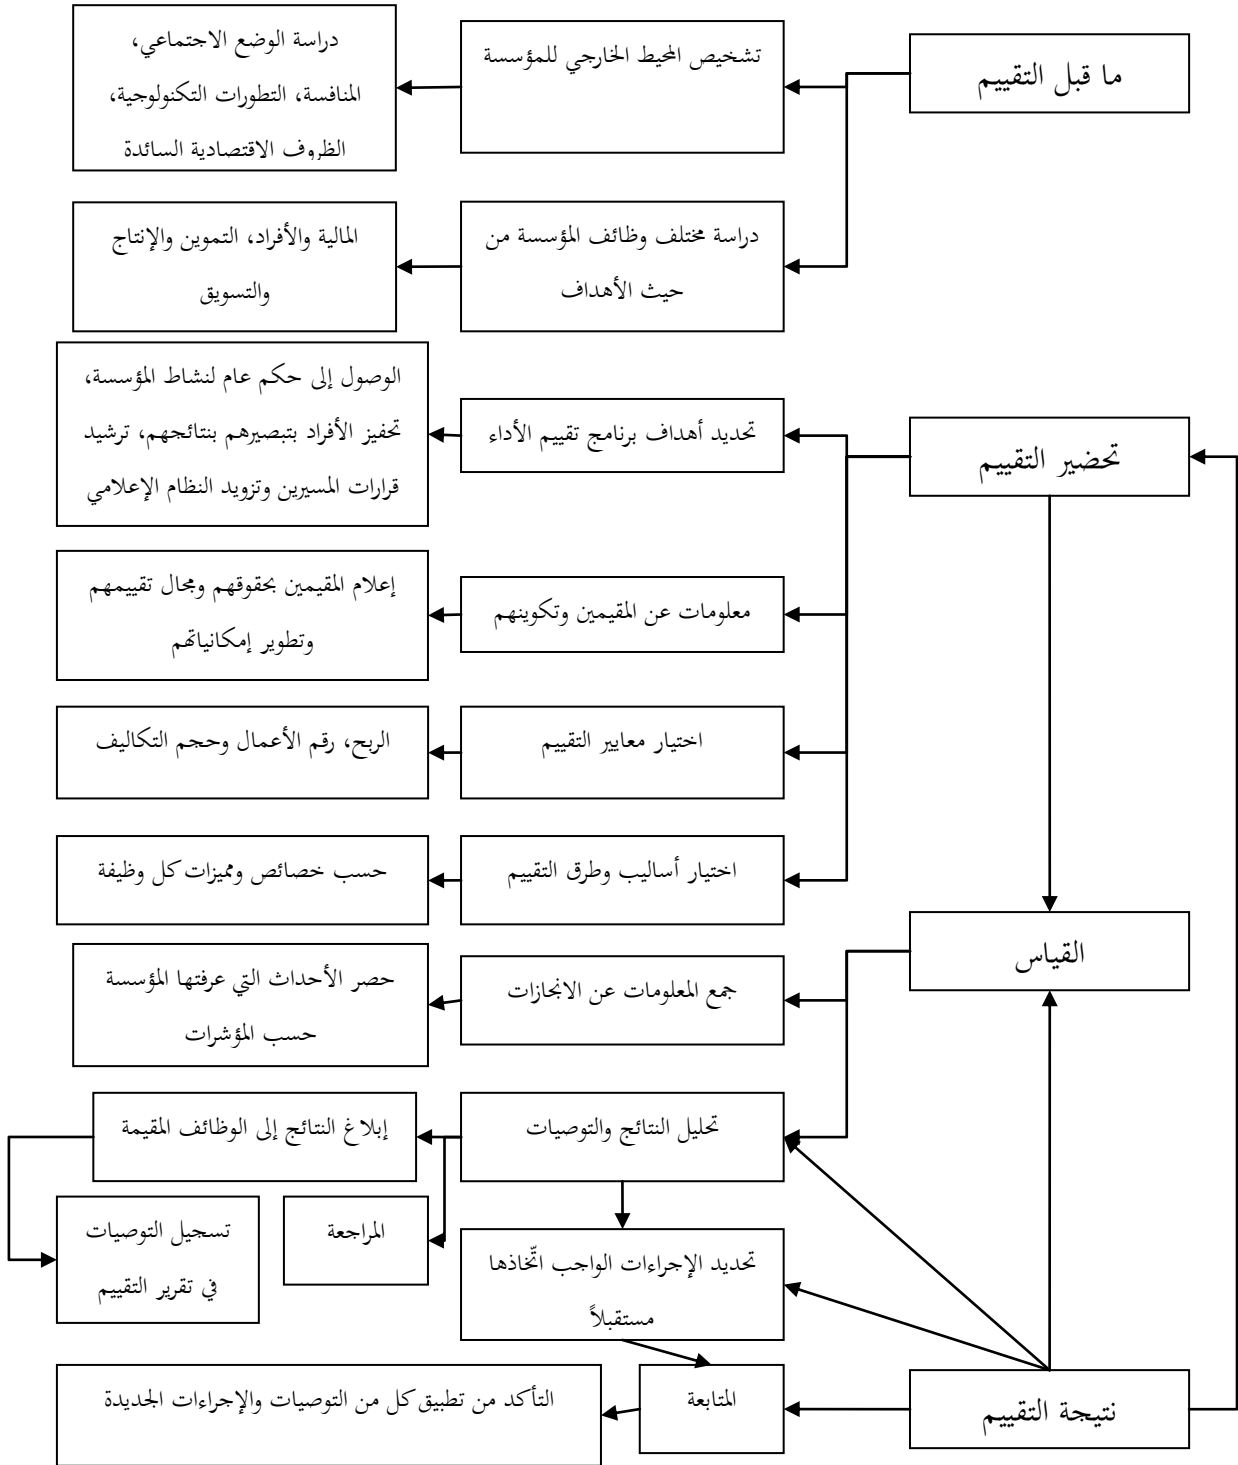 ما قبل التقييم
تشخيص المحيط الخارجي للمؤسسة
دراسة الوضع الاجتماعي،
المنافسة، التطورات التكنولوجية،
الظروف الاقتصادية السائدة
دراسة مختلف وظائف المؤسسة من
حيث الأهداف
المالية والأفراد، التموين والإنتاج
والتسويق
تحضير التقييم
تحديد أهداف برنامج تقييم الأداء
الوصول إلى حكم عام لنشاط المؤسسة،
تحفيز الأفراد بتبصيرهم بنتائجهم، ترشيد
قرارات المسيرين وتزويد النظام الإعلامي
معلومات عن المقيمين وتكوينهم
إعلام المقيمين بحقوقهم ومجال تقييمهم
وتطوير إمكانياتهم
اختيار معايير التقييم
الربح، رقم الأعمال وحجم التكاليف
اختيار أساليب وطرق التقييم
حسب خصائص ومميزات كل وظيفة
القياس
جمع المعلومات عن الانجازات
حصر الأحداث التي عرفتها المؤسسة
حسب المؤشرات
تحليل النتائج والتوصيات
إبلاغ النتائج إلى الوظائف المقيمة
المراجعة
تسجيل التوصيات
في تقرير التقييم
تحديد الإجراءات الواجب اتّخاذها
مستقبلاً
نتيجة التقييم
المتابعة
التأكد من تطبيق كل من التوصيات والإجراءات الجديدة